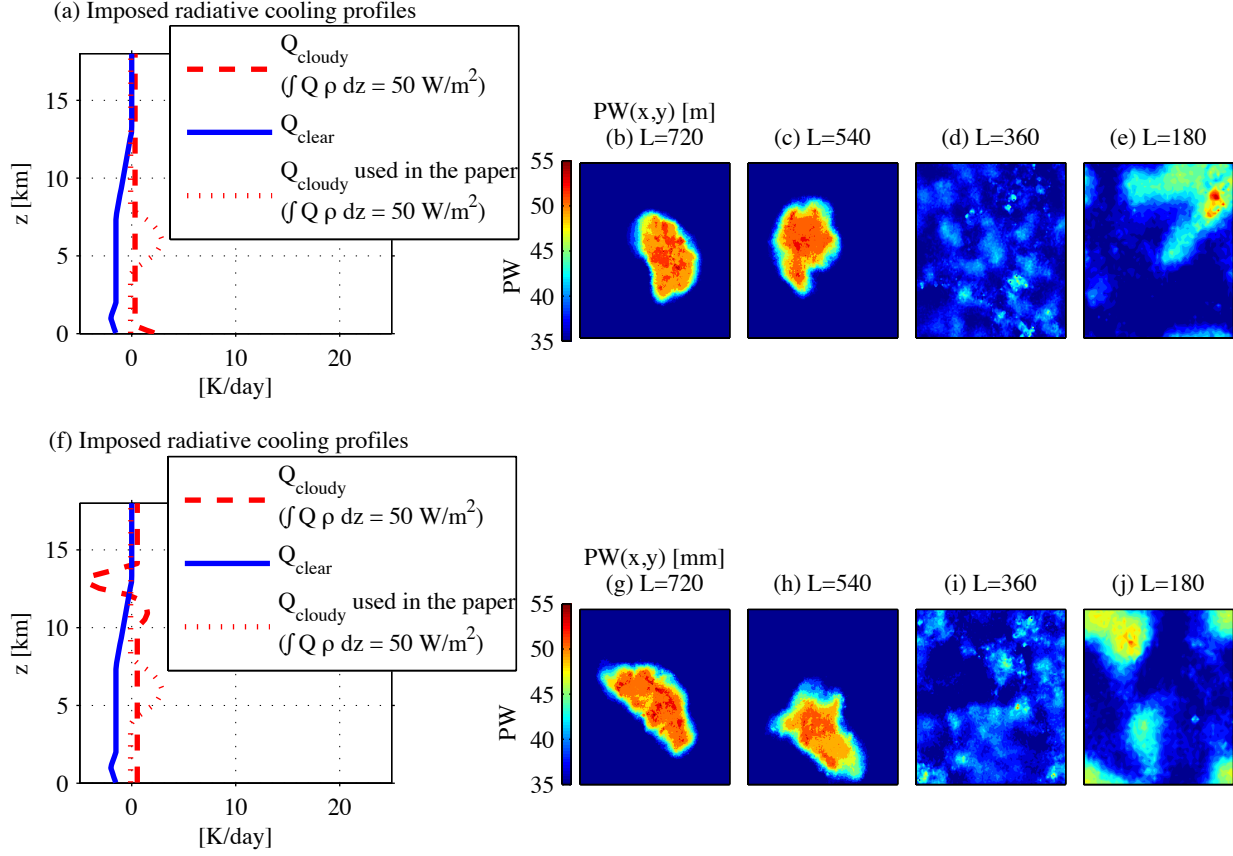 (a) Imposed radiative cooling profiles
Q_cloudy
(∫ Q ρ dz = 50 W/m²)
Q_clear
Q_cloudy used in the paper
(∫ Q ρ dz = 50 W/m²)
15
10
5
0
z [km]
0
10
20
[K/day]
PW(x,y) [m]
(b) L=720
(c) L=540
(d) L=360
(e) L=180
55
50
45
40
35
PW
(f) Imposed radiative cooling profiles
Q_cloudy
(∫ Q ρ dz = 50 W/m²)
Q_clear
Q_cloudy used in the paper
(∫ Q ρ dz = 50 W/m²)
15
10
5
0
z [km]
0
10
20
[K/day]
PW(x,y) [mm]
(g) L=720
(h) L=540
(i) L=360
(j) L=180
55
50
45
40
35
PW